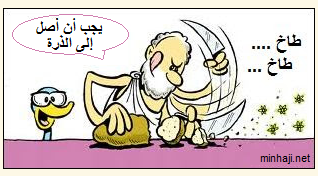 يجب أن أصل
إلى الذرة
طاخ ....
طاخ ...
minhaji.net